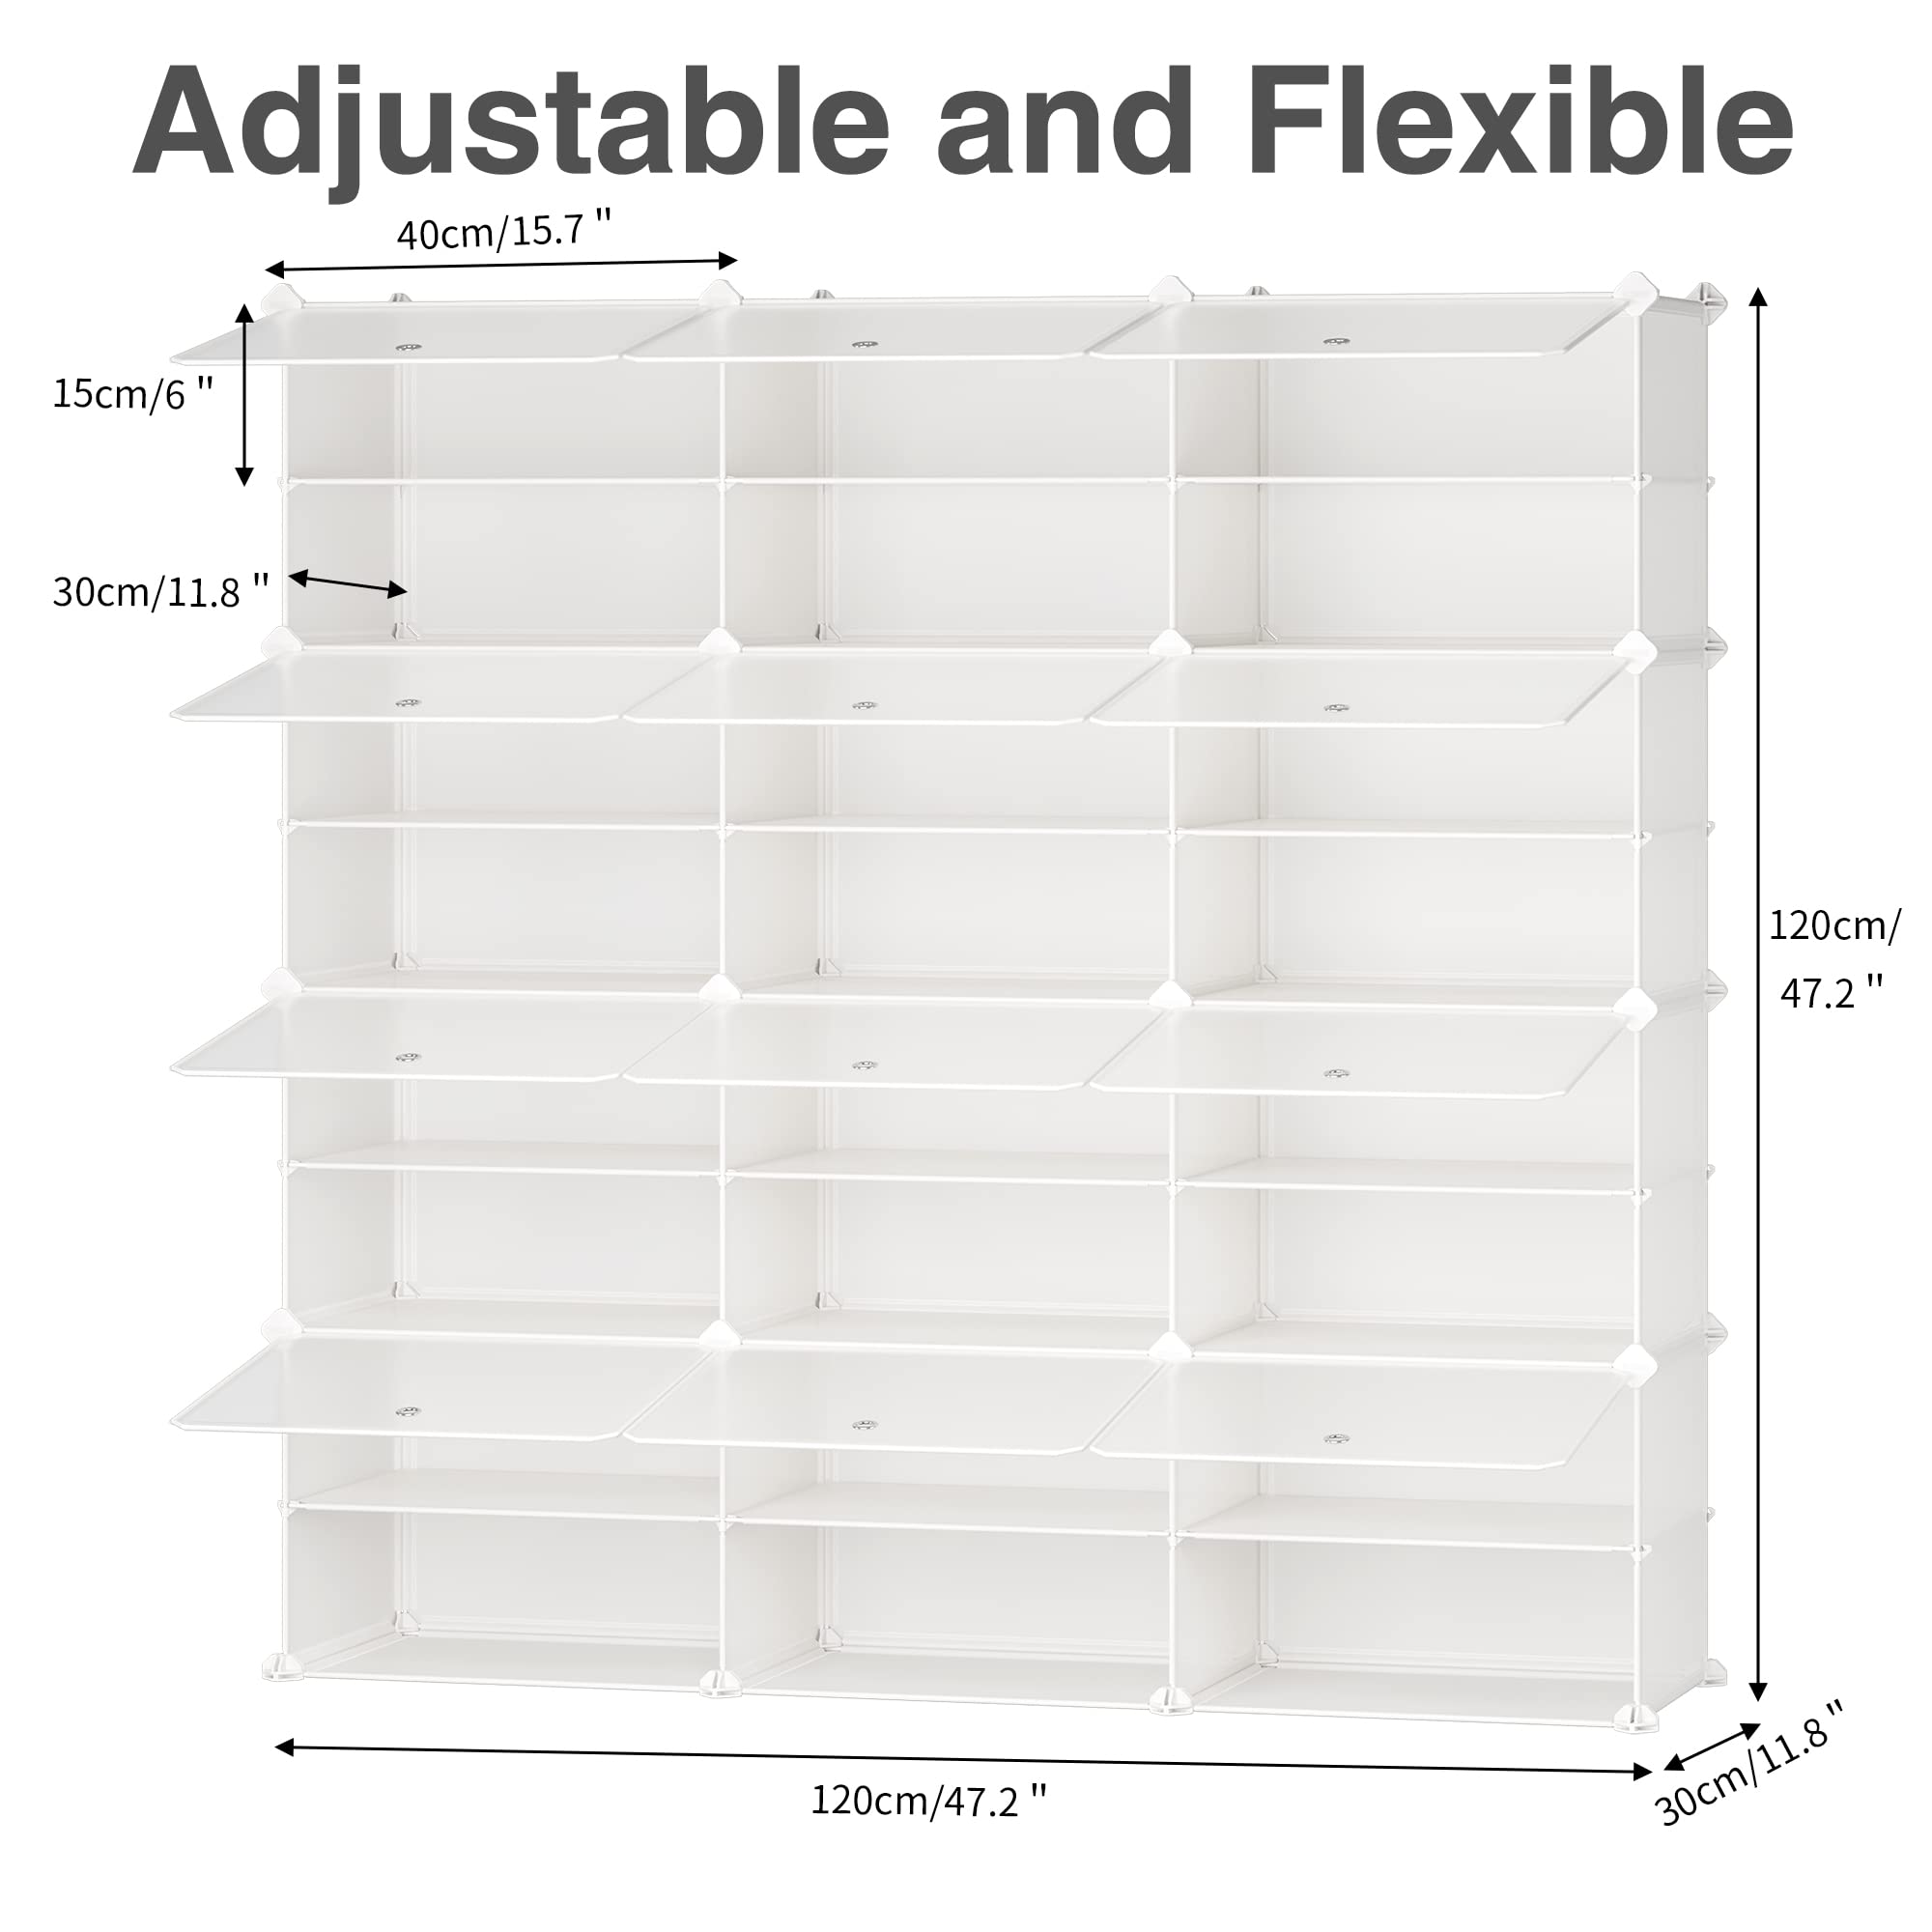 Adjustable and Flexible
40cm/15.7 "
15cm/6 "
30cm/11.8 "
120cm/
47.2 "
120cm/47.2 "
30cm/11.8 "